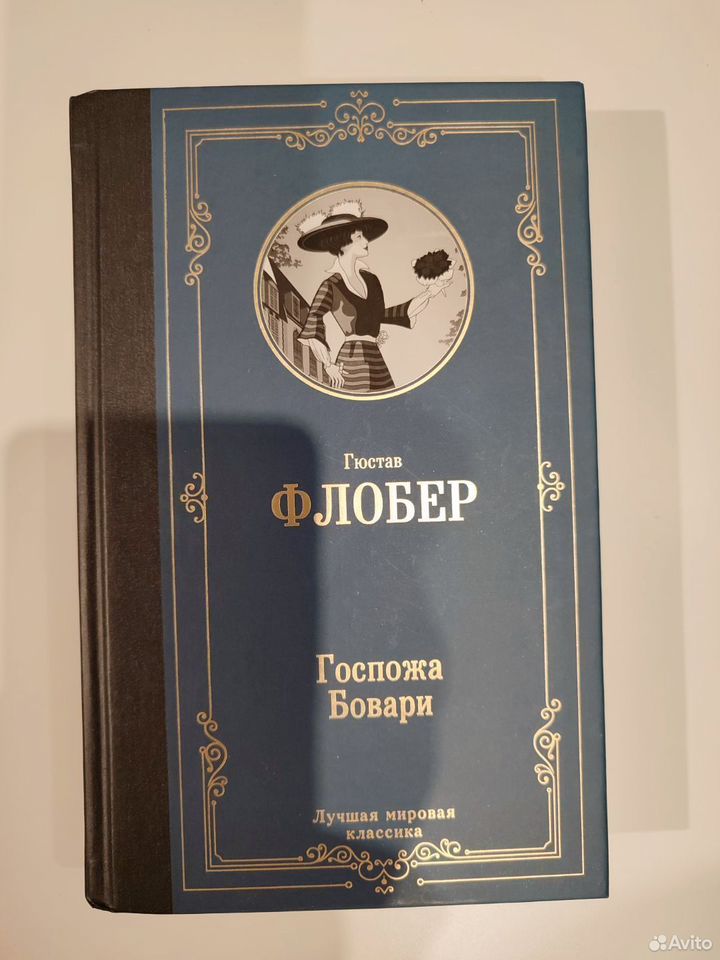 Гюстав
ФЛОБЕР
Госпожа
Бовари
Лучшая мировая
классика
Avito